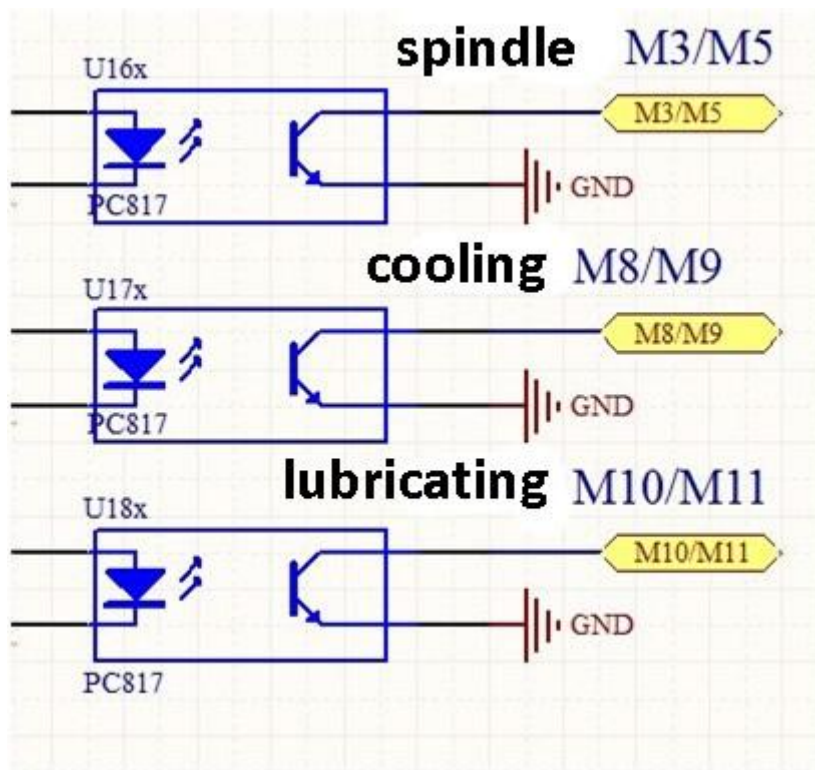 spindle M3/M5
U16x
M3/M5
GND
PC817
cooling M8/M9
U17x
M8/M9
GND
PC817
lubricating M10/M11
U18x
M10/M11
GND
PC817